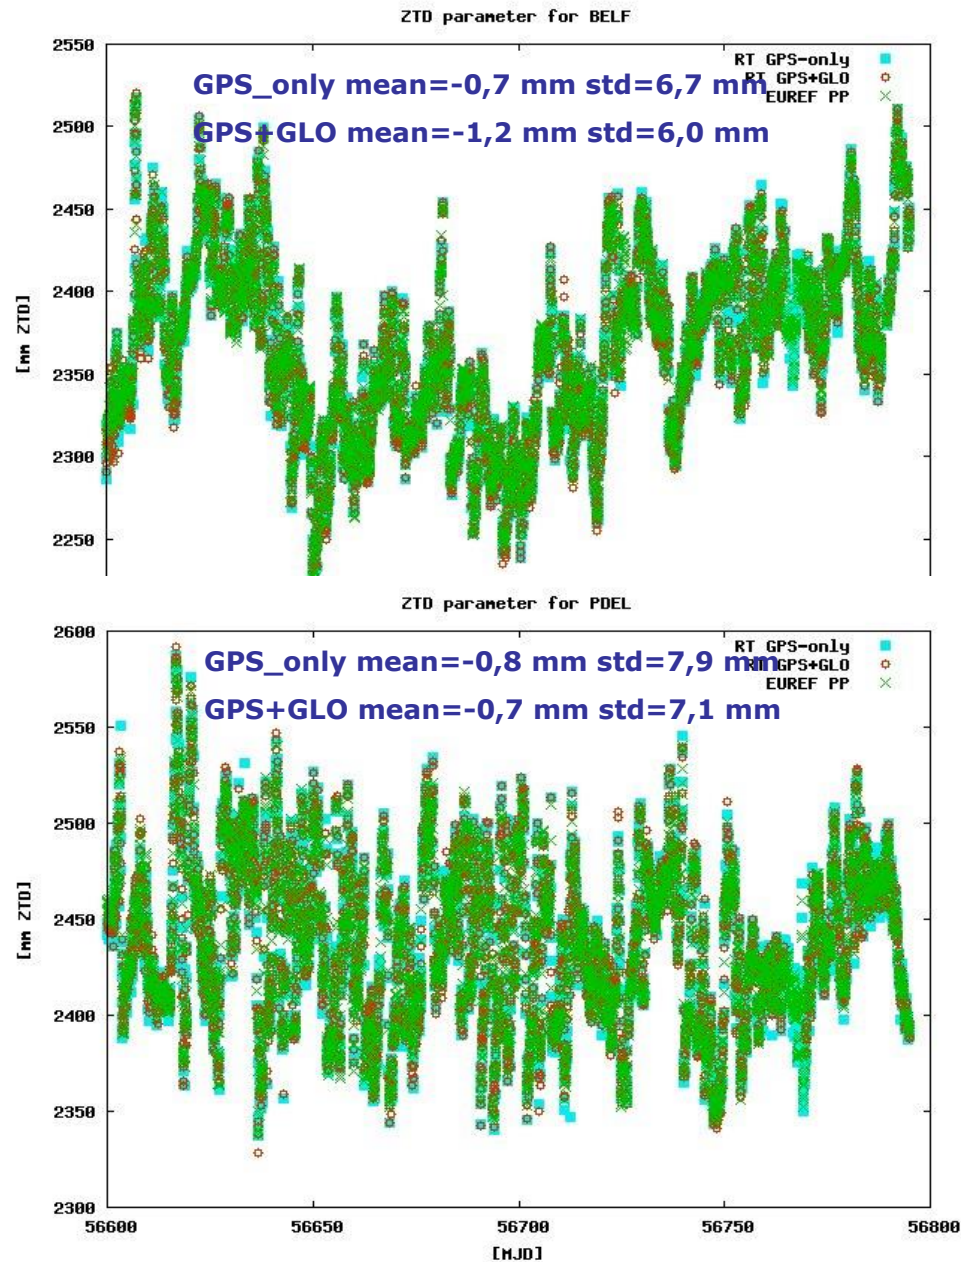 ZTD parameter for BELF
2550
RT GPS-only
GPS_only mean=-0,7 mm std=6,7 mm
RT GPS+GLO
EUREF PP
2500
GPS+GLO mean=-1,2 mm std=6,0 mm
2450
2400
[mm ZTD]
2350
2300
2250
ZTD parameter for PDEL
2600
RT GPS-only
GPS_only mean=-0,8 mm std=7,9 mm
RT GPS+GLO
EUREF PP
GPS+GLO mean=-0,7 mm std=7,1 mm
2550
2500
2450
[mm ZTD]
2400
2350
2300
56600 56650 56700 56750 56800
[MJD]